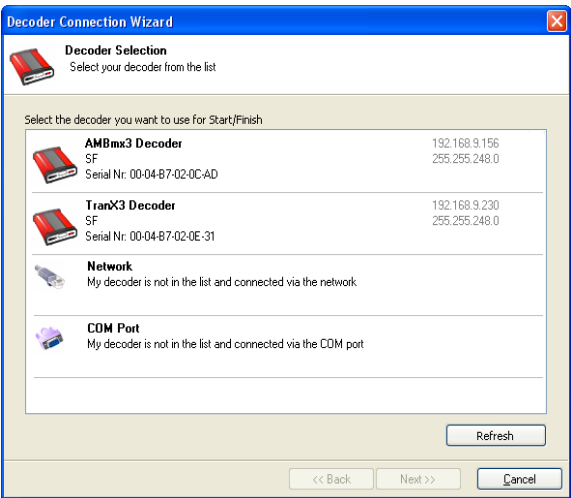 Decoder Connection Wizard
Decoder Selection
Select your decoder from the list
Select the decoder you want to use for Start/Finish
AMBmx3 Decoder 192.168.9.156
SF 255.255.248.0
Serial Nr: 00-04-B7-02-0C-AD
TranX3 Decoder 192.168.9.230
SF 255.255.248.0
Serial Nr: 00-04-B7-02-0E-31
Network
My decoder is not in the list and connected via the network
COM Port
My decoder is not in the list and connected via the COM port
Refresh
<< Back Next >> Cancel